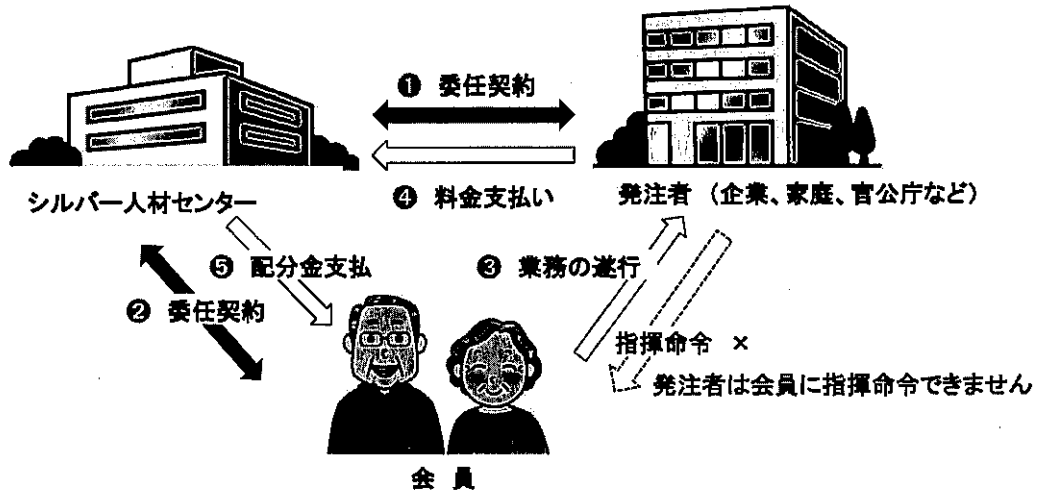 ❶ 委任契約
❹ 料金支払い
シルバー人材センター
発注者 （企業、家庭、官公庁など）
❺ 配分金支払
❸ 業務の遂行
❷ 委任契約
指揮命令 ×
発注者は会員に指揮命令できません
会 員